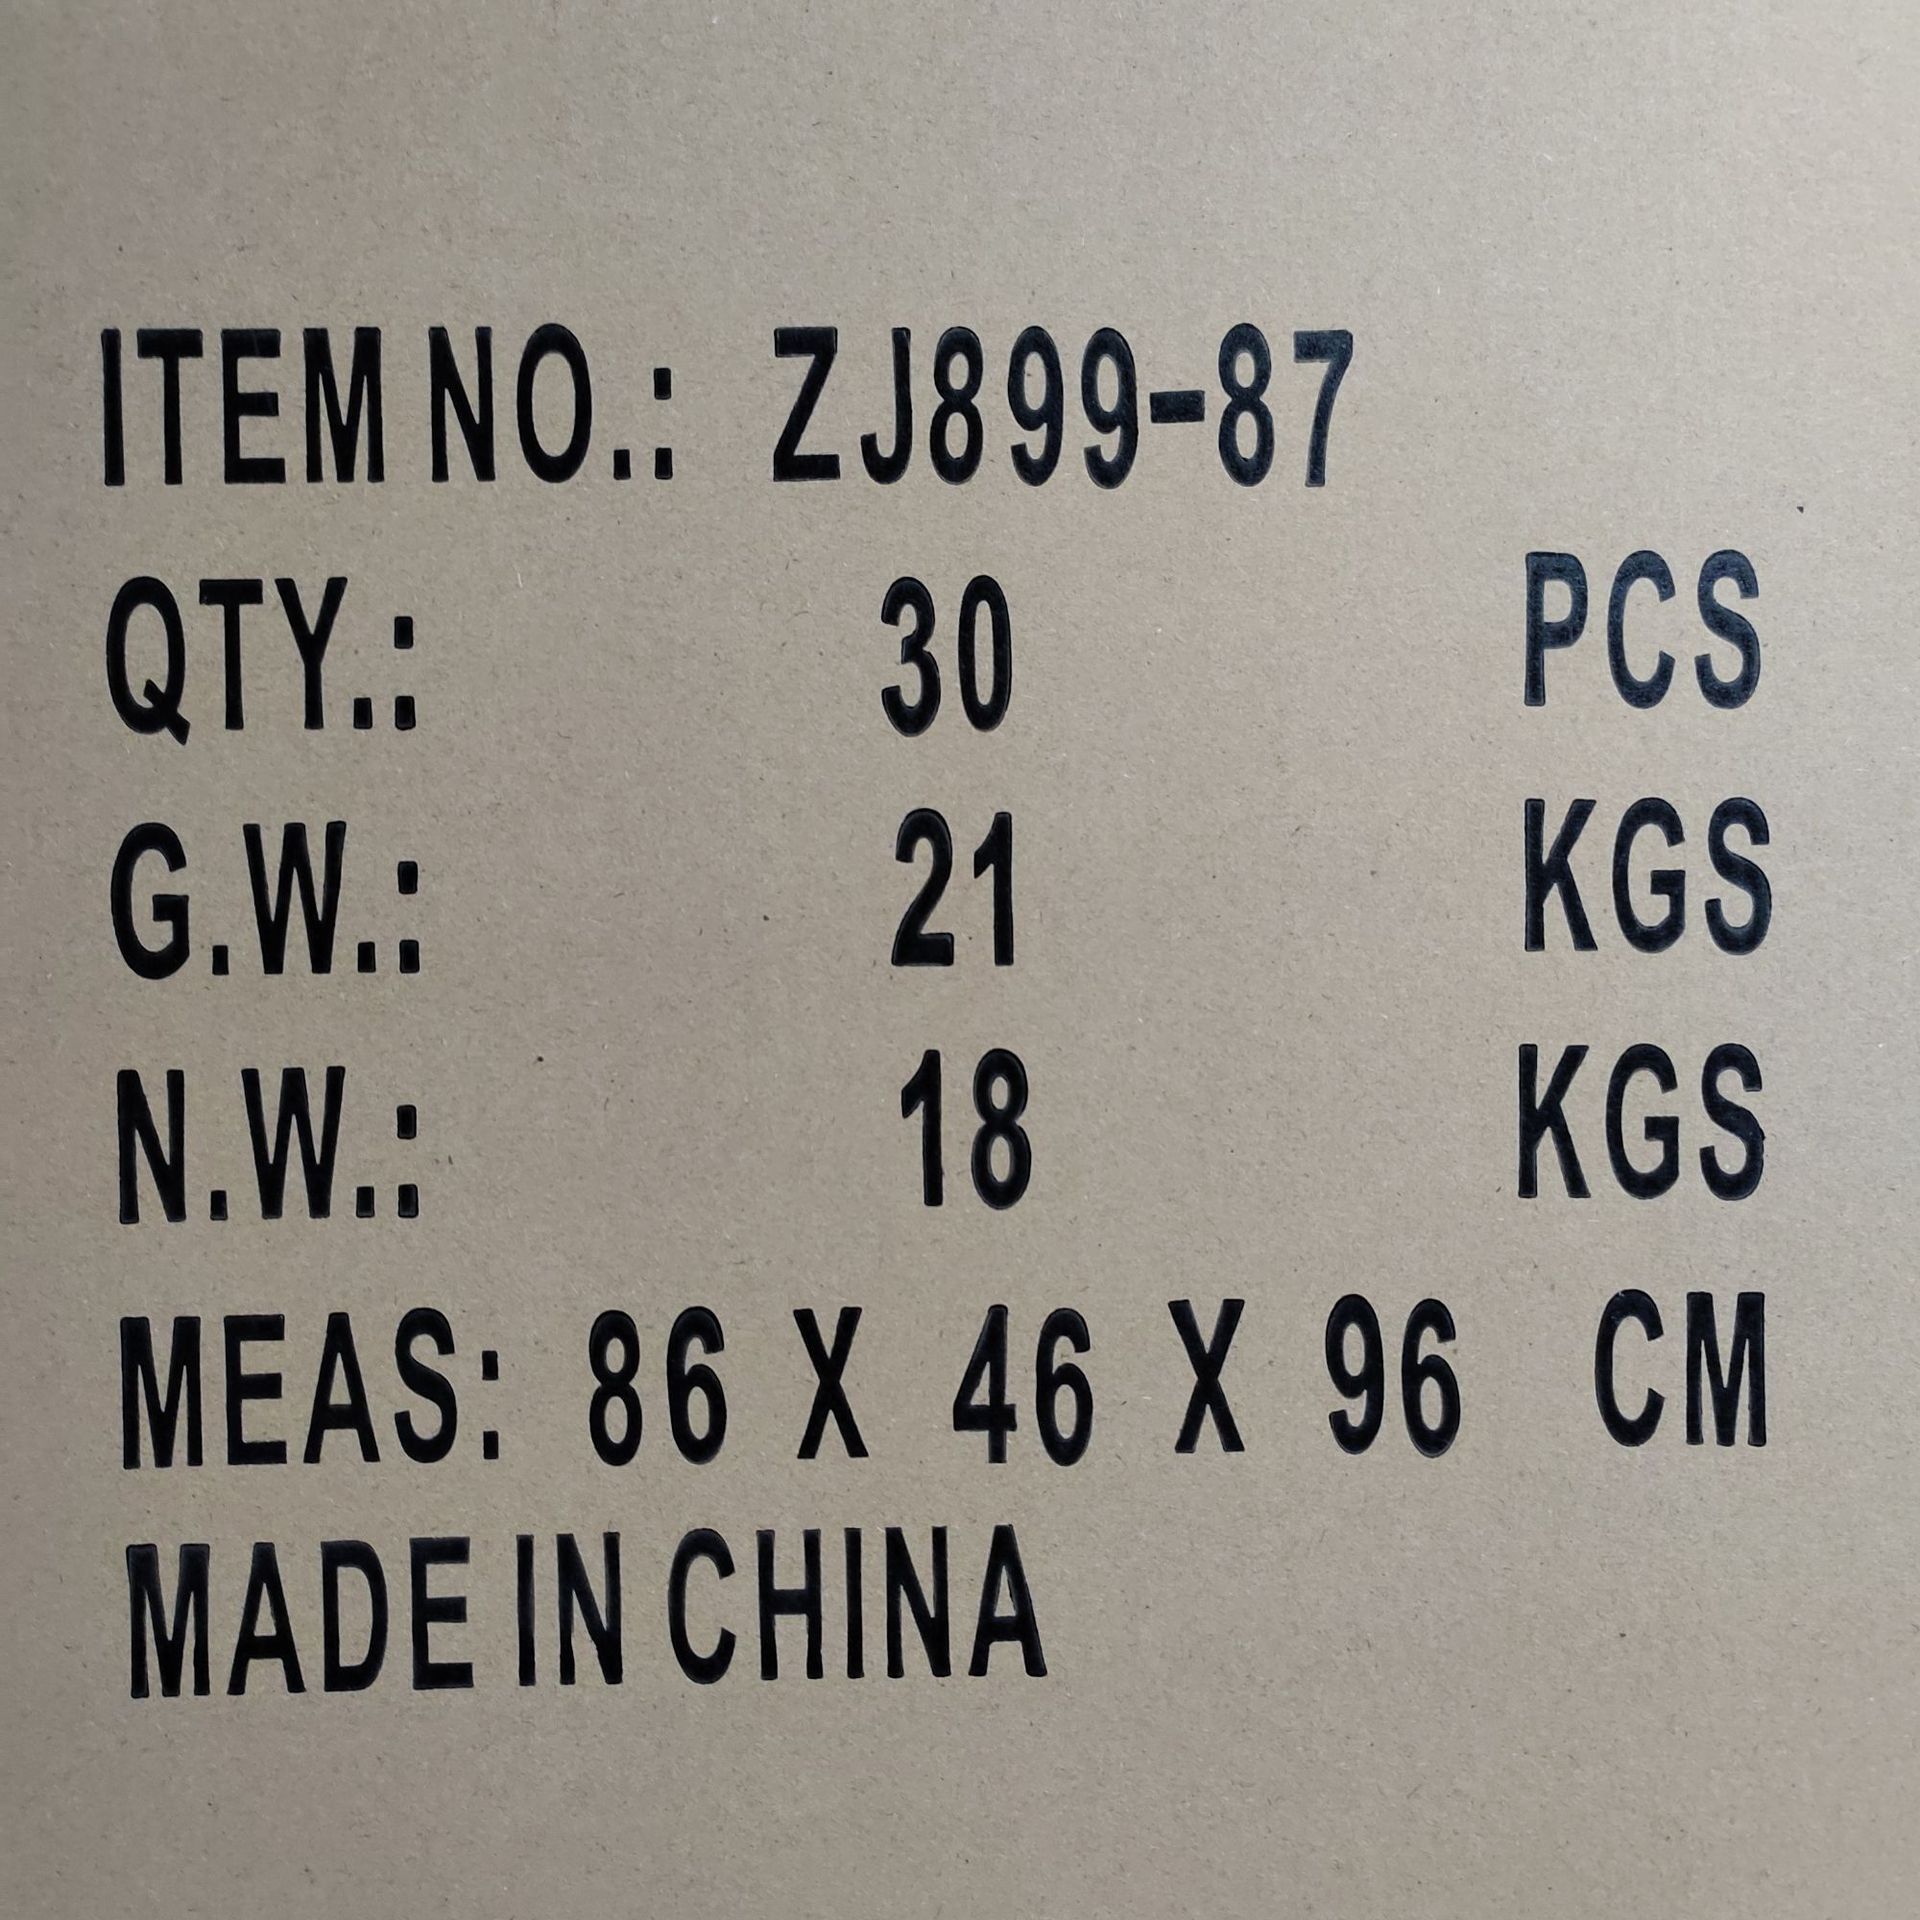 ITEM NO.: ZJ899-87
QTY.: 30 PCS
G.W.: 21 KGS
N.W.: 18 KGS
MEAS: 86 X 46 X 96 CM
MADE IN CHINA